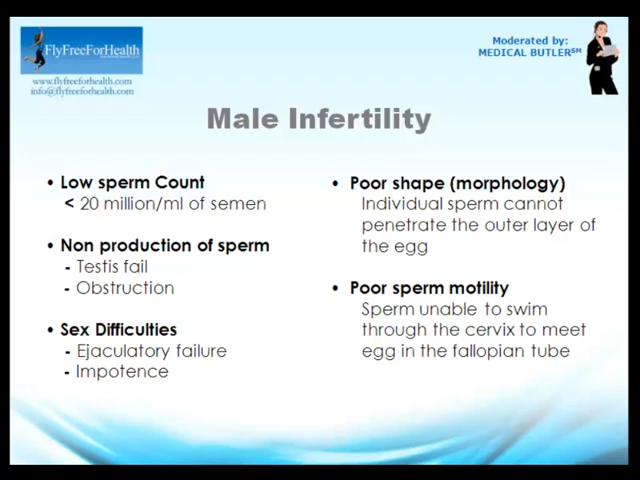 FlyFreeForHealth
www.flyfreeforhealth.com
info@flyfreeforhealth.com
Moderated by:
MEDICAL BUTLER℠
Male Infertility
• Low sperm Count
< 20 million/ml of semen
• Non production of sperm
- Testis fail
- Obstruction
• Sex Difficulties
- Ejaculatory failure
- Impotence
• Poor shape (morphology)
Individual sperm cannot
penetrate the outer layer of
the egg
• Poor sperm motility
Sperm unable to swim
through the cervix to meet
egg in the fallopian tube